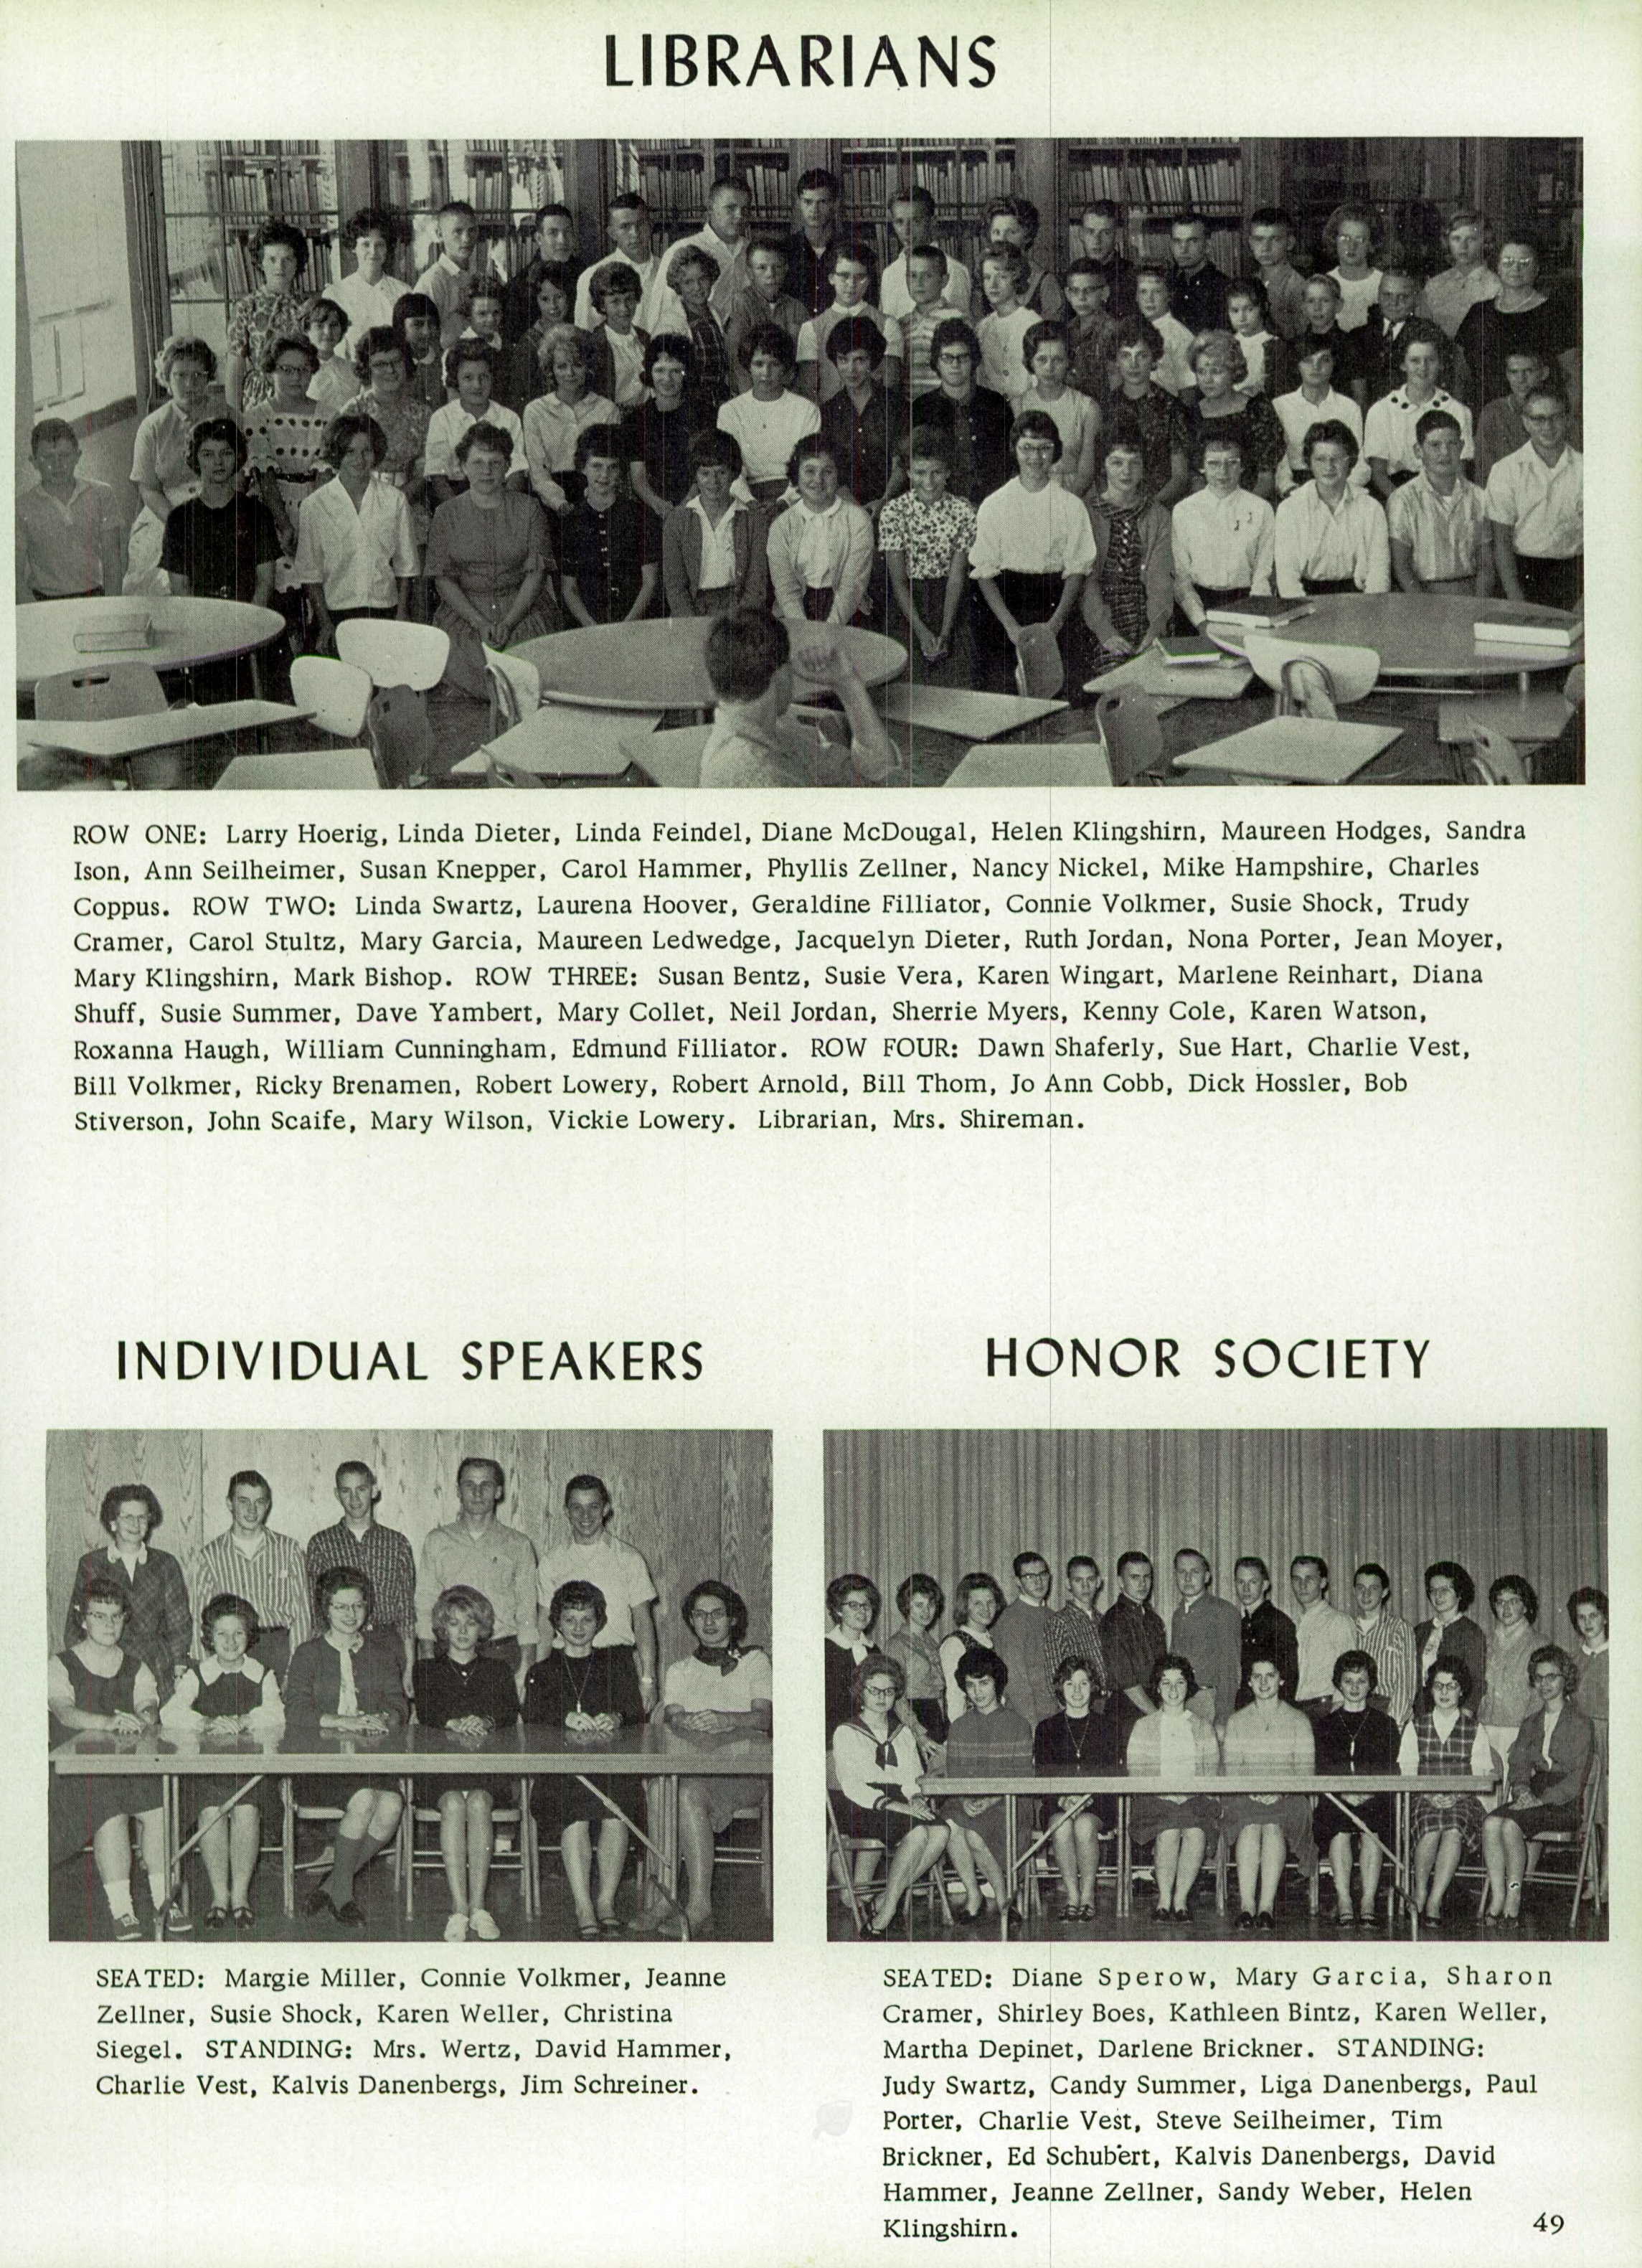 LIBRARIANS
ROW ONE: Larry Hoerig, Linda Dieter, Linda Feindel, Diane McDougal, Helen Klingshirn, Maureen Hodges, Sandra
Ison, Ann Seilheimer, Susan Knepper, Carol Hammer, Phyllis Zellner, Nancy Nickel, Mike Hampshire, Charles
Coppus. ROW TWO: Linda Swartz, Laurena Hoover, Geraldine Filliator, Connie Volkmer, Susie Shock, Trudy
Cramer, Carol Stultz, Mary Garcia, Maureen Ledwedge, Jacquelyn Dieter, Ruth Jordan, Nona Porter, Jean Moyer,
Mary Klingshirn, Mark Bishop. ROW THREE: Susan Bentz, Susie Vera, Karen Wingart, Marlene Reinhart, Diana
Shuff, Susie Summer, Dave Yambert, Mary Collet, Neil Jordan, Sherrie Myers, Kenny Cole, Karen Watson,
Roxanna Haugh, William Cunningham, Edmund Filliator. ROW FOUR: Dawn Shaferly, Sue Hart, Charlie Vest,
Bill Volkmer, Ricky Brenamen, Robert Lowery, Robert Arnold, Bill Thom, Jo Ann Cobb, Dick Hossler, Bob
Stiverson, John Scaife, Mary Wilson, Vickie Lowery. Librarian, Mrs. Shireman.
INDIVIDUAL SPEAKERS
SEATED: Margie Miller, Connie Volkmer, Jeanne
Zellner, Susie Shock, Karen Weller, Christina
Siegel. STANDING: Mrs. Wertz, David Hammer,
Charlie Vest, Kalvis Danenbergs, Jim Schreiner.
HONOR SOCIETY
SEATED: Diane Sperow, Mary Garcia, Sharon
Cramer, Shirley Boes, Kathleen Bintz, Karen Weller,
Martha Depinet, Darlene Brickner. STANDING:
Judy Swartz, Candy Summer, Liga Danenbergs, Paul
Porter, Charlie Vest, Steve Seilheimer, Tim
Brickner, Ed Schubert, Kalvis Danenbergs, David
Hammer, Jeanne Zellner, Sandy Weber, Helen
Klingshirn.
49